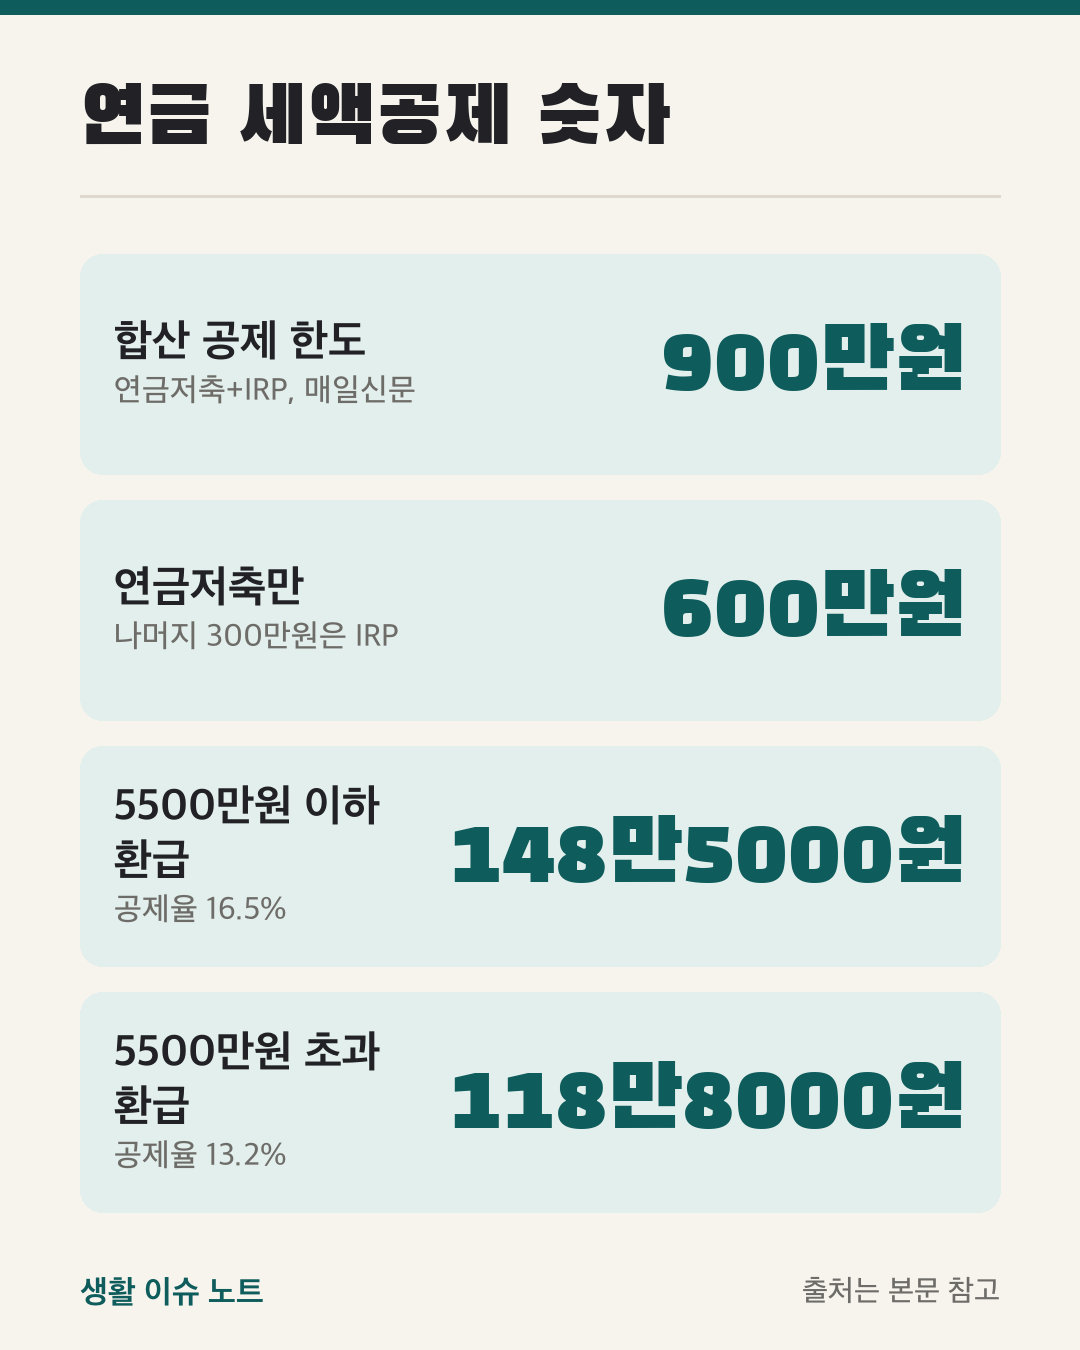 연금 세액공제 숫자
합산 공제 한도
연금저축+IRP, 매일신문
900만원
연금저축만
나머지 300만원은 IRP
600만원
5500만원 이하
환급
공제율 16.5%
148만5000원
5500만원 초과
환급
공제율 13.2%
118만8000원
생활 이슈 노트
출처는 본문 참고